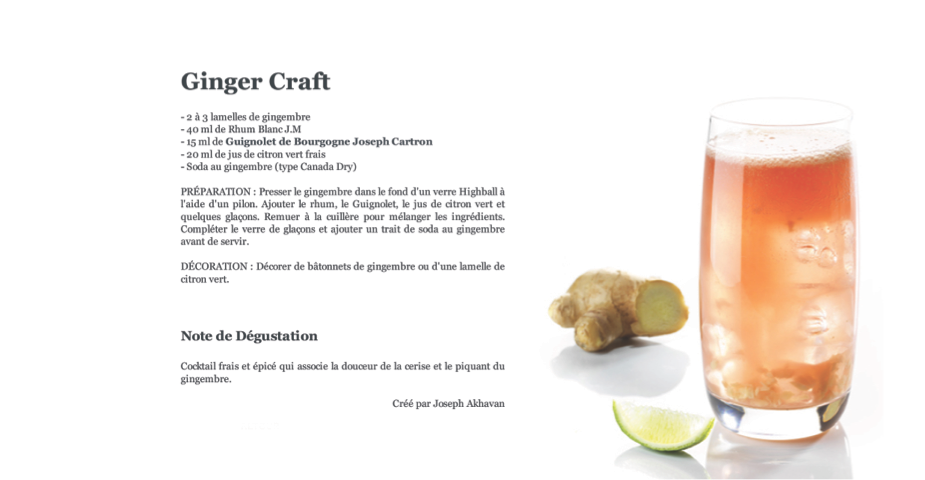 Ginger Craft
- 2 à 3 lamelles de gingembre
- 40 ml de Rhum Blanc J.M
- 15 ml de Guignolet de Bourgogne Joseph Cartron
- 20 ml de jus de citron vert frais
- Soda au gingembre (type Canada Dry)
PRÉPARATION : Presser le gingembre dans le fond d'un verre Highball à
l'aide d'un pilon. Ajouter le rhum, le Guignolet, le jus de citron vert et
quelques glaçons. Remuer à la cuillère pour mélanger les ingrédients.
Compléter le verre de glaçons et ajouter un trait de soda au gingembre
avant de servir.
DÉCORATION : Décorer de bâtonnets de gingembre ou d'une lamelle de
citron vert.
Note de Dégustation
Cocktail frais et épicé qui associe la douceur de la cerise et le piquant du
gingembre.
Créé par Joseph Akhavan